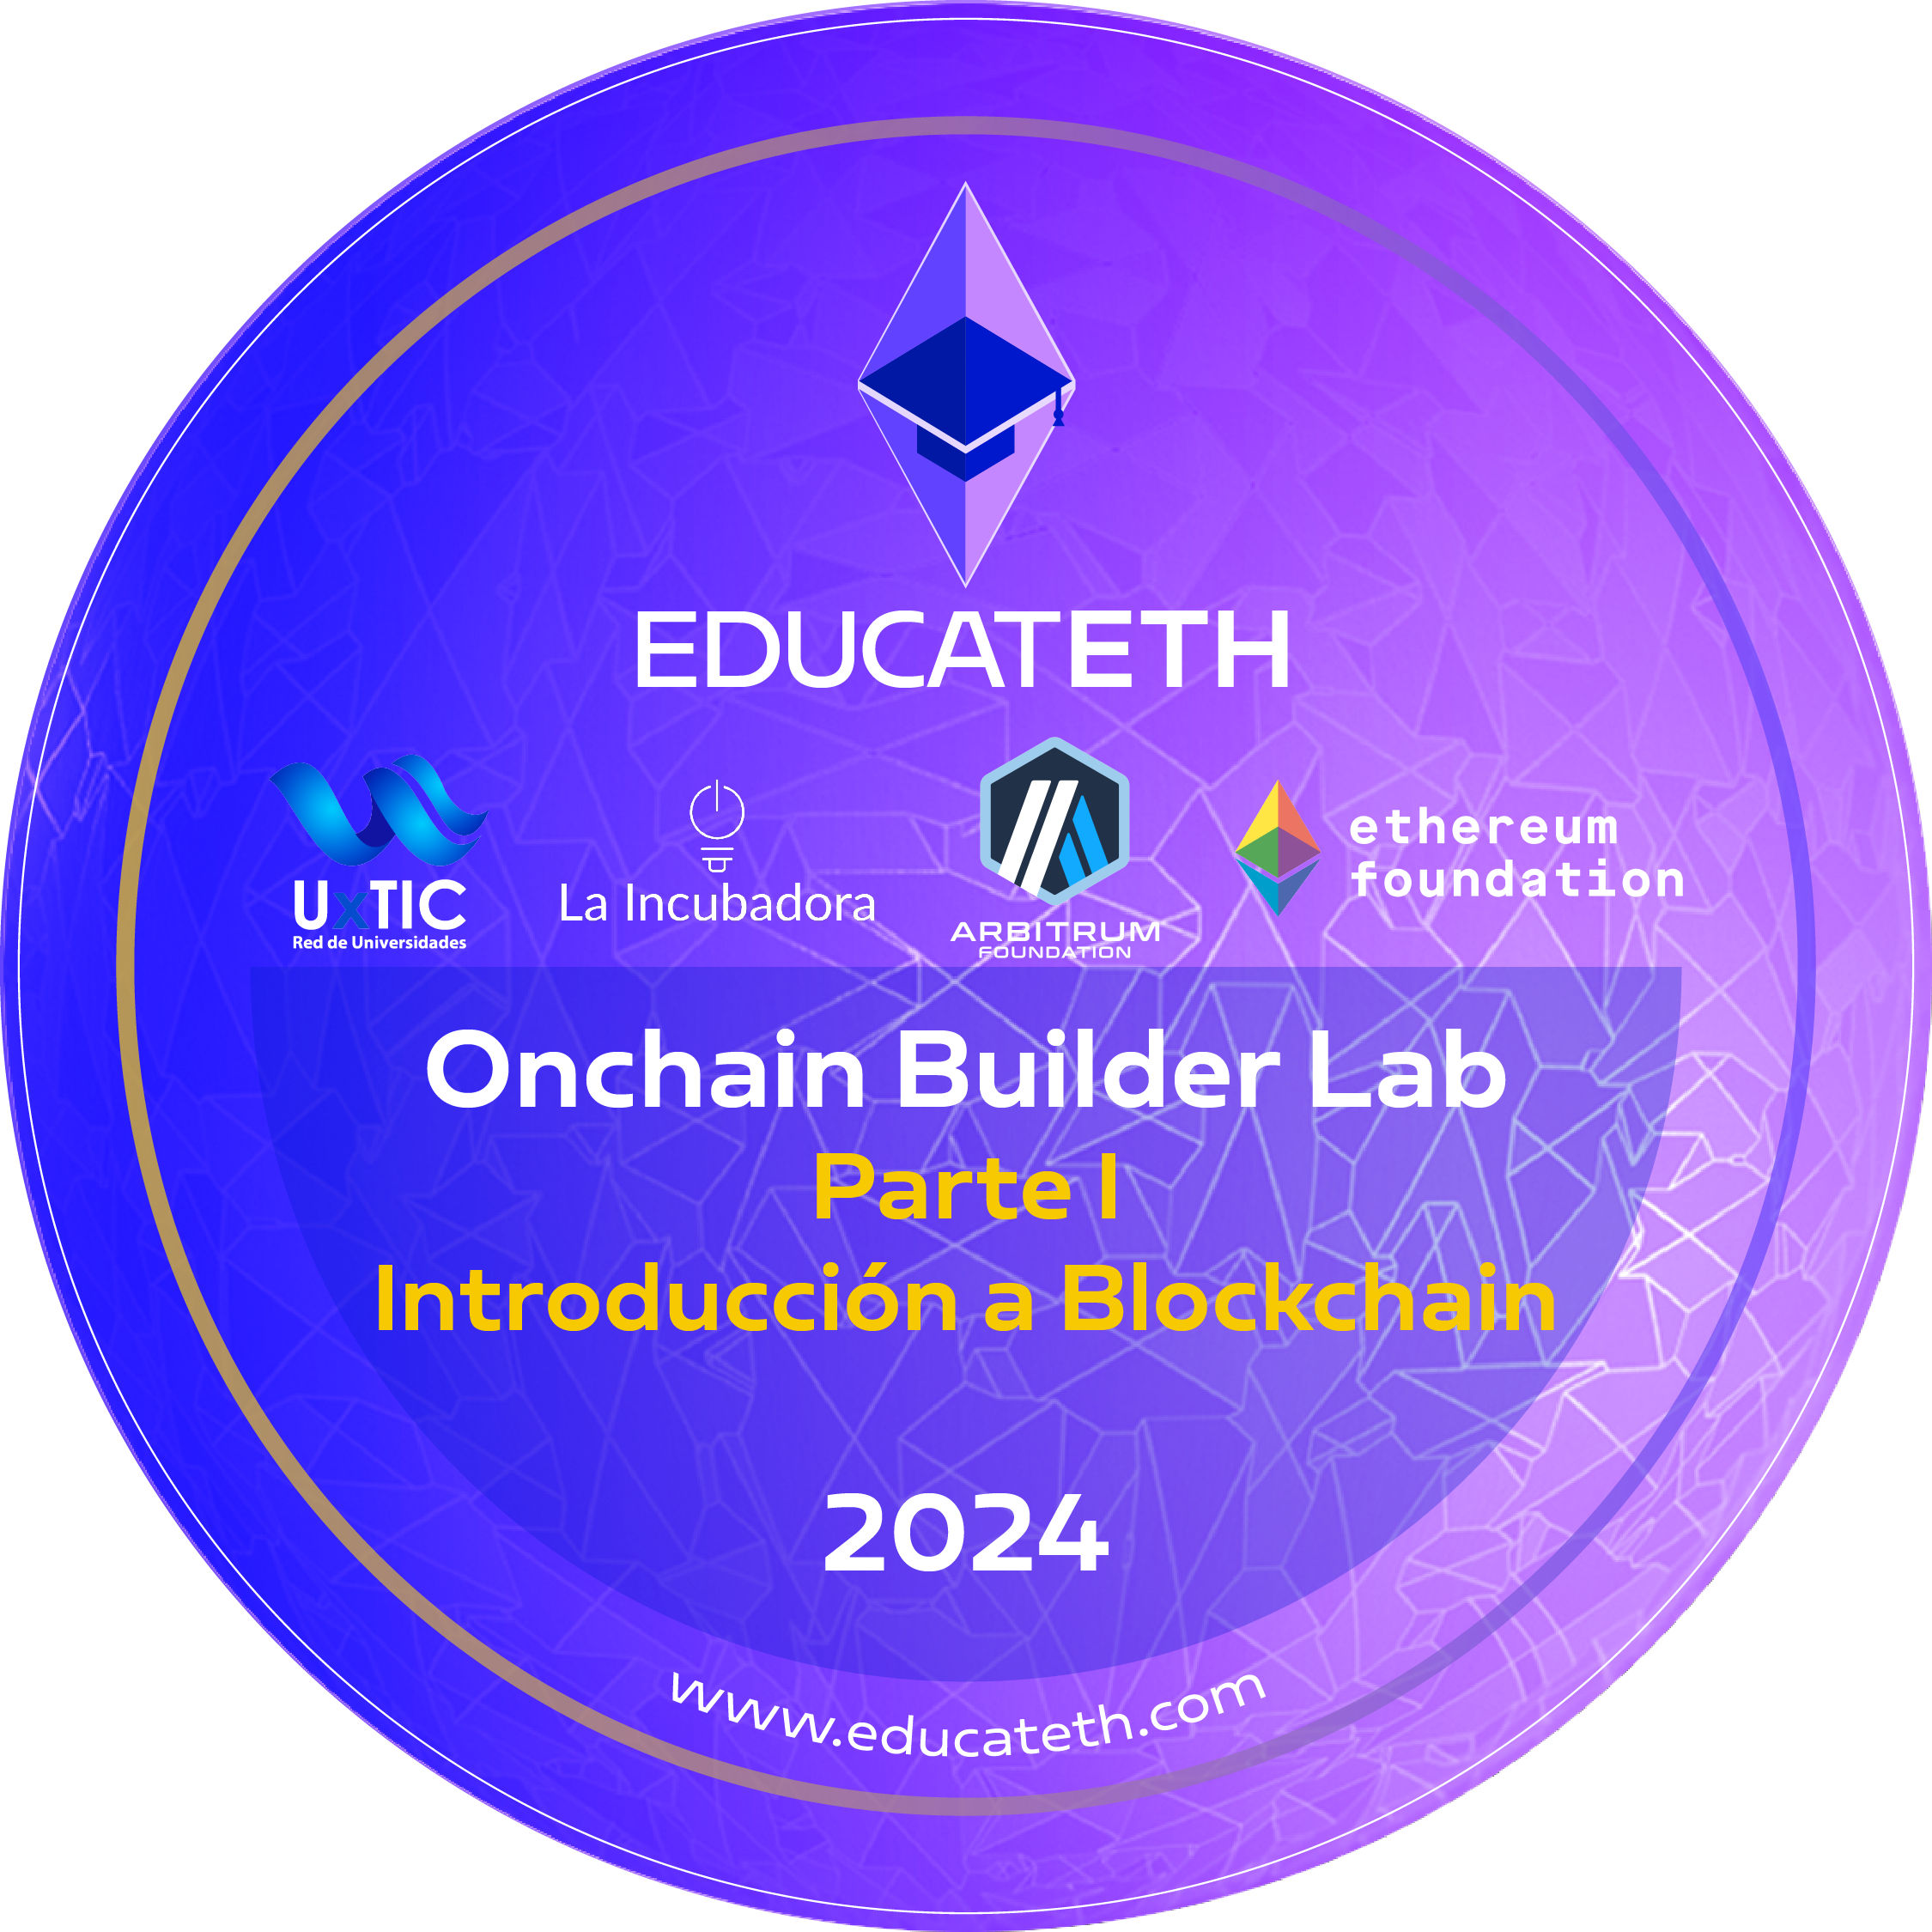 EDUCATETH
UxTIC
Red de Universidades
La Incubadora
ARBITRUM
FOUNDATION
ethereum
foundation
Onchain Builder Lab
Parte I
Introducción a Blockchain
2024
www.educateth.com